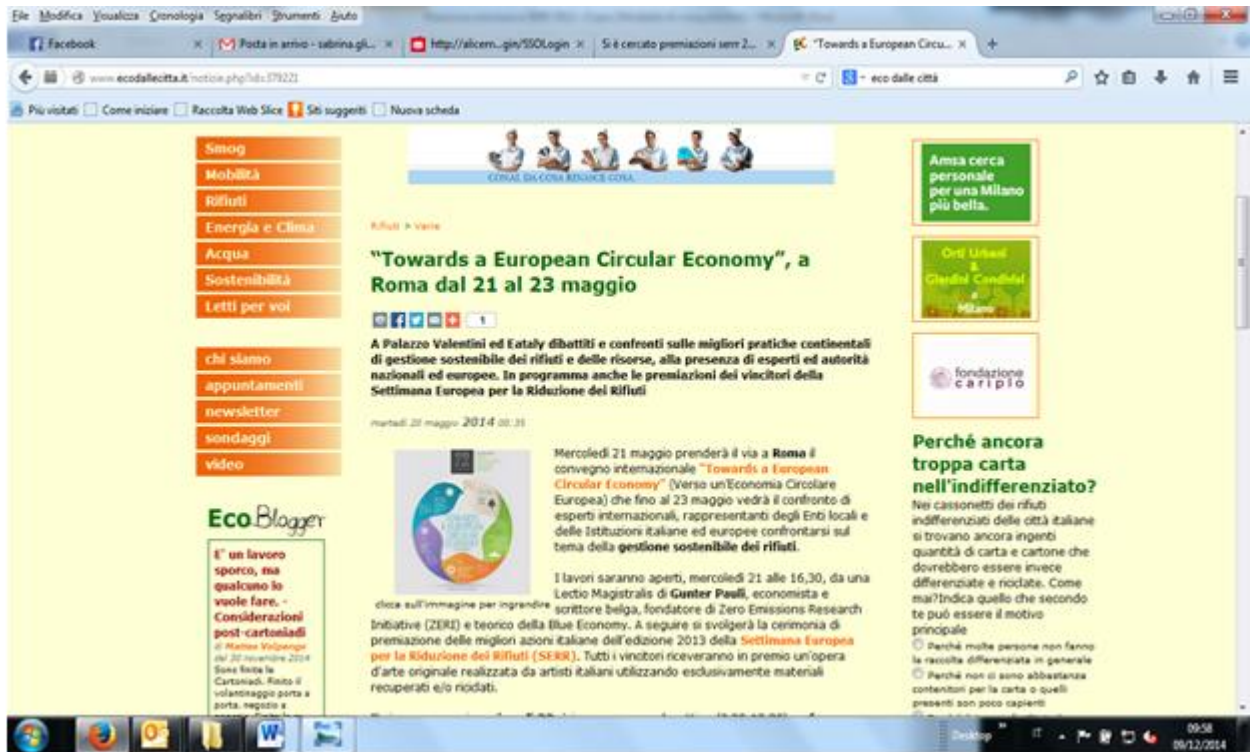 File Modifica Visualizza Cronologia Segnalibri Strumenti Aiuto
Facebook
Posta in arrivo - sabrina.gli...
http://alicern...gin/SSOLogin
Si è cercato premiazioni serr 2...
"Towards a European Circu...
www.ecodallecitta.it/notizie.php?id=379221
eco dalle città
Più visitati Come iniziare Raccolta Web Slice Siti suggeriti Nuova scheda
Smog
Mobilità
Rifiuti
Energia e Clima
Acqua
Sostenibilità
Letti per voi
chi siamo
appuntamenti
newsletter
sondaggi
video
Eco Blogger
E' un lavoro
sporco, ma
qualcuno lo
vuole fare. -
Considerazioni
post-cartoniadi
di Matteo Volpengo
del 30 novembre 2014
Sono finite le
Cartoniadi. Finito il
volantinaggio porta a
porta, negozio a
CONAI. DA COSA RINASCE COSA.
Rifiuti > Varie
"Towards a European Circular Economy", a
Roma dal 21 al 23 maggio
1
A Palazzo Valentini ed Eataly dibattiti e confronti sulle migliori pratiche continentali
di gestione sostenibile dei rifiuti e delle risorse, alla presenza di esperti ed autorità
nazionali ed europee. In programma anche le premiazioni dei vincitori della
Settimana Europea per la Riduzione dei Rifiuti
martedì 20 maggio 2014
Mercoledì 21 maggio prenderà il via a Roma il
convegno internazionale "Towards a European
Circular Economy" (Verso un'Economia Circolare
Europea) che fino al 23 maggio vedrà il confronto di
esperti internazionali, rappresentanti degli Enti locali e
delle Istituzioni italiane ed europee confrontarsi sul
tema della gestione sostenibile dei rifiuti.
clicca sull'immagine per ingrandire
I lavori saranno aperti, mercoledì 21 alle 16,30, da una
Lectio Magistralis di Gunter Pauli, economista e
scrittore belga, fondatore di Zero Emissions Research
Initiative (ZERI) e teorico della Blue Economy. A seguire si svolgerà la cerimonia di
premiazione delle migliori azioni italiane dell'edizione 2013 della Settimana Europea
per la Riduzione dei Rifiuti (SERR). Tutti i vincitori riceveranno in premio un'opera
d'arte originale realizzata da artisti italiani utilizzando esclusivamente materiali
recuperati e/o riciclati.
Amsa cerca
personale
per una Milano
più bella.
Orti Urbani
&
Giardini Condivisi
a
Milano
fondazione
cariplo
Perché ancora
troppa carta
nell'indifferenziato?
Nei cassonetti dei rifiuti
indifferenziati delle città italiane
si trovano ancora ingenti
quantità di carta e cartone che
dovrebbero essere invece
differenziate e riciclate. Come
mai?Indica quello che secondo
te può essere il motivo
principale
Perché molte persone non fanno
la raccolta differenziata in generale
Perché non ci sono abbastanza
contenitori per la carta o quelli
presenti son poco capienti
Desktop
IT
09:58
09/12/2014